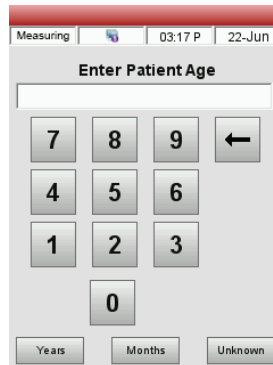 Measuring 03:17 P 22-Jun
Enter Patient Age
7 8 9 ←
4 5 6
1 2 3
0
Years Months Unknown